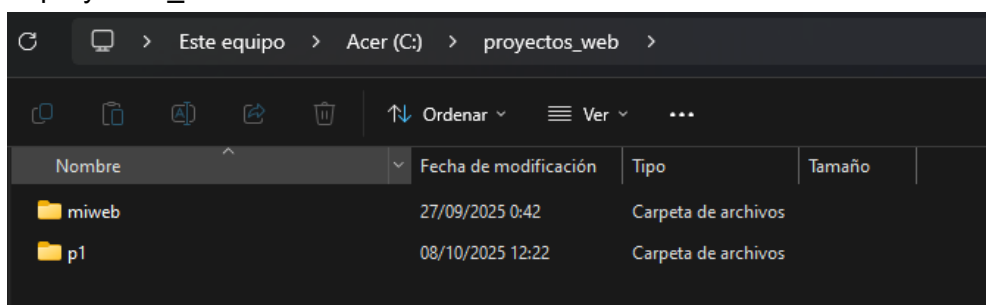 Este equipo > Acer (C:) > proyectos_web >
Ordenar Ver ...
Nombre Fecha de modificación Tipo Tamaño
miweb 27/09/2025 0:42 Carpeta de archivos
p1 08/10/2025 12:22 Carpeta de archivos